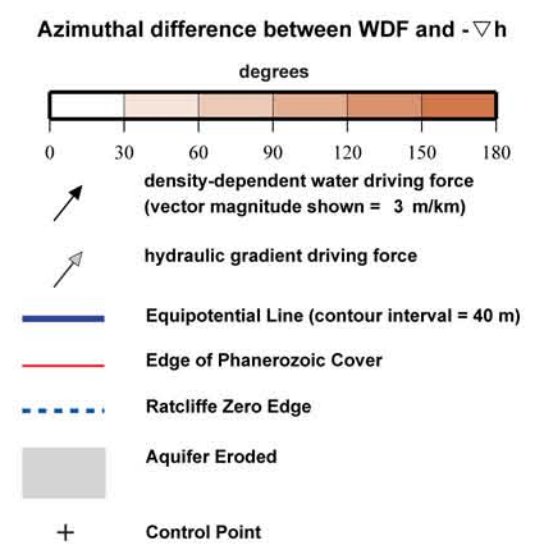 Azimuthal difference between WDF and - ▽h
degrees
0 30 60 90 120 150 180
density-dependent water driving force
(vector magnitude shown = 3 m/km)
hydraulic gradient driving force
Equipotential Line (contour interval = 40 m)
Edge of Phanerozoic Cover
Ratcliffe Zero Edge
Aquifer Eroded
Control Point